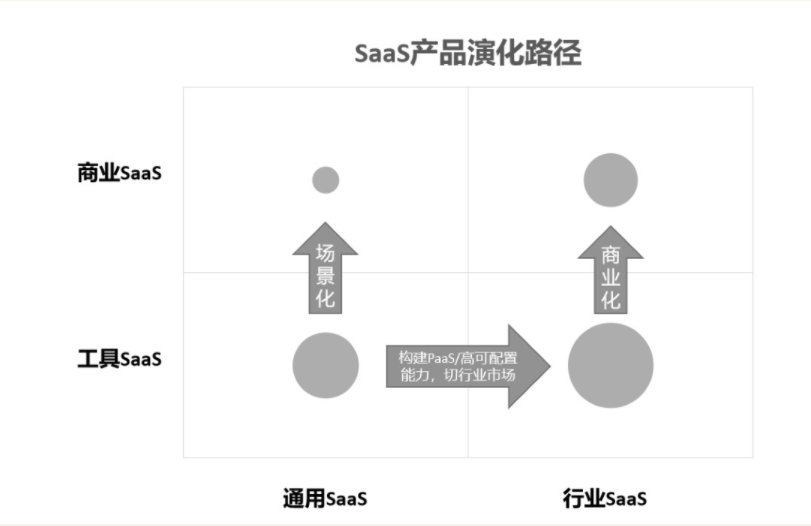 SaaS产品演化路径
商业SaaS
场
景
化
商
业
化
工具SaaS
构建PaaS/高可配置
能力，切行业市场
通用SaaS
行业SaaS